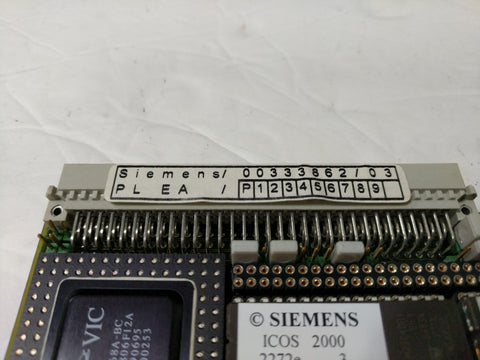 Siemens/ 00333862/03
PL EA / P123456789
VIC
© SIEMENS
ICOS 2000